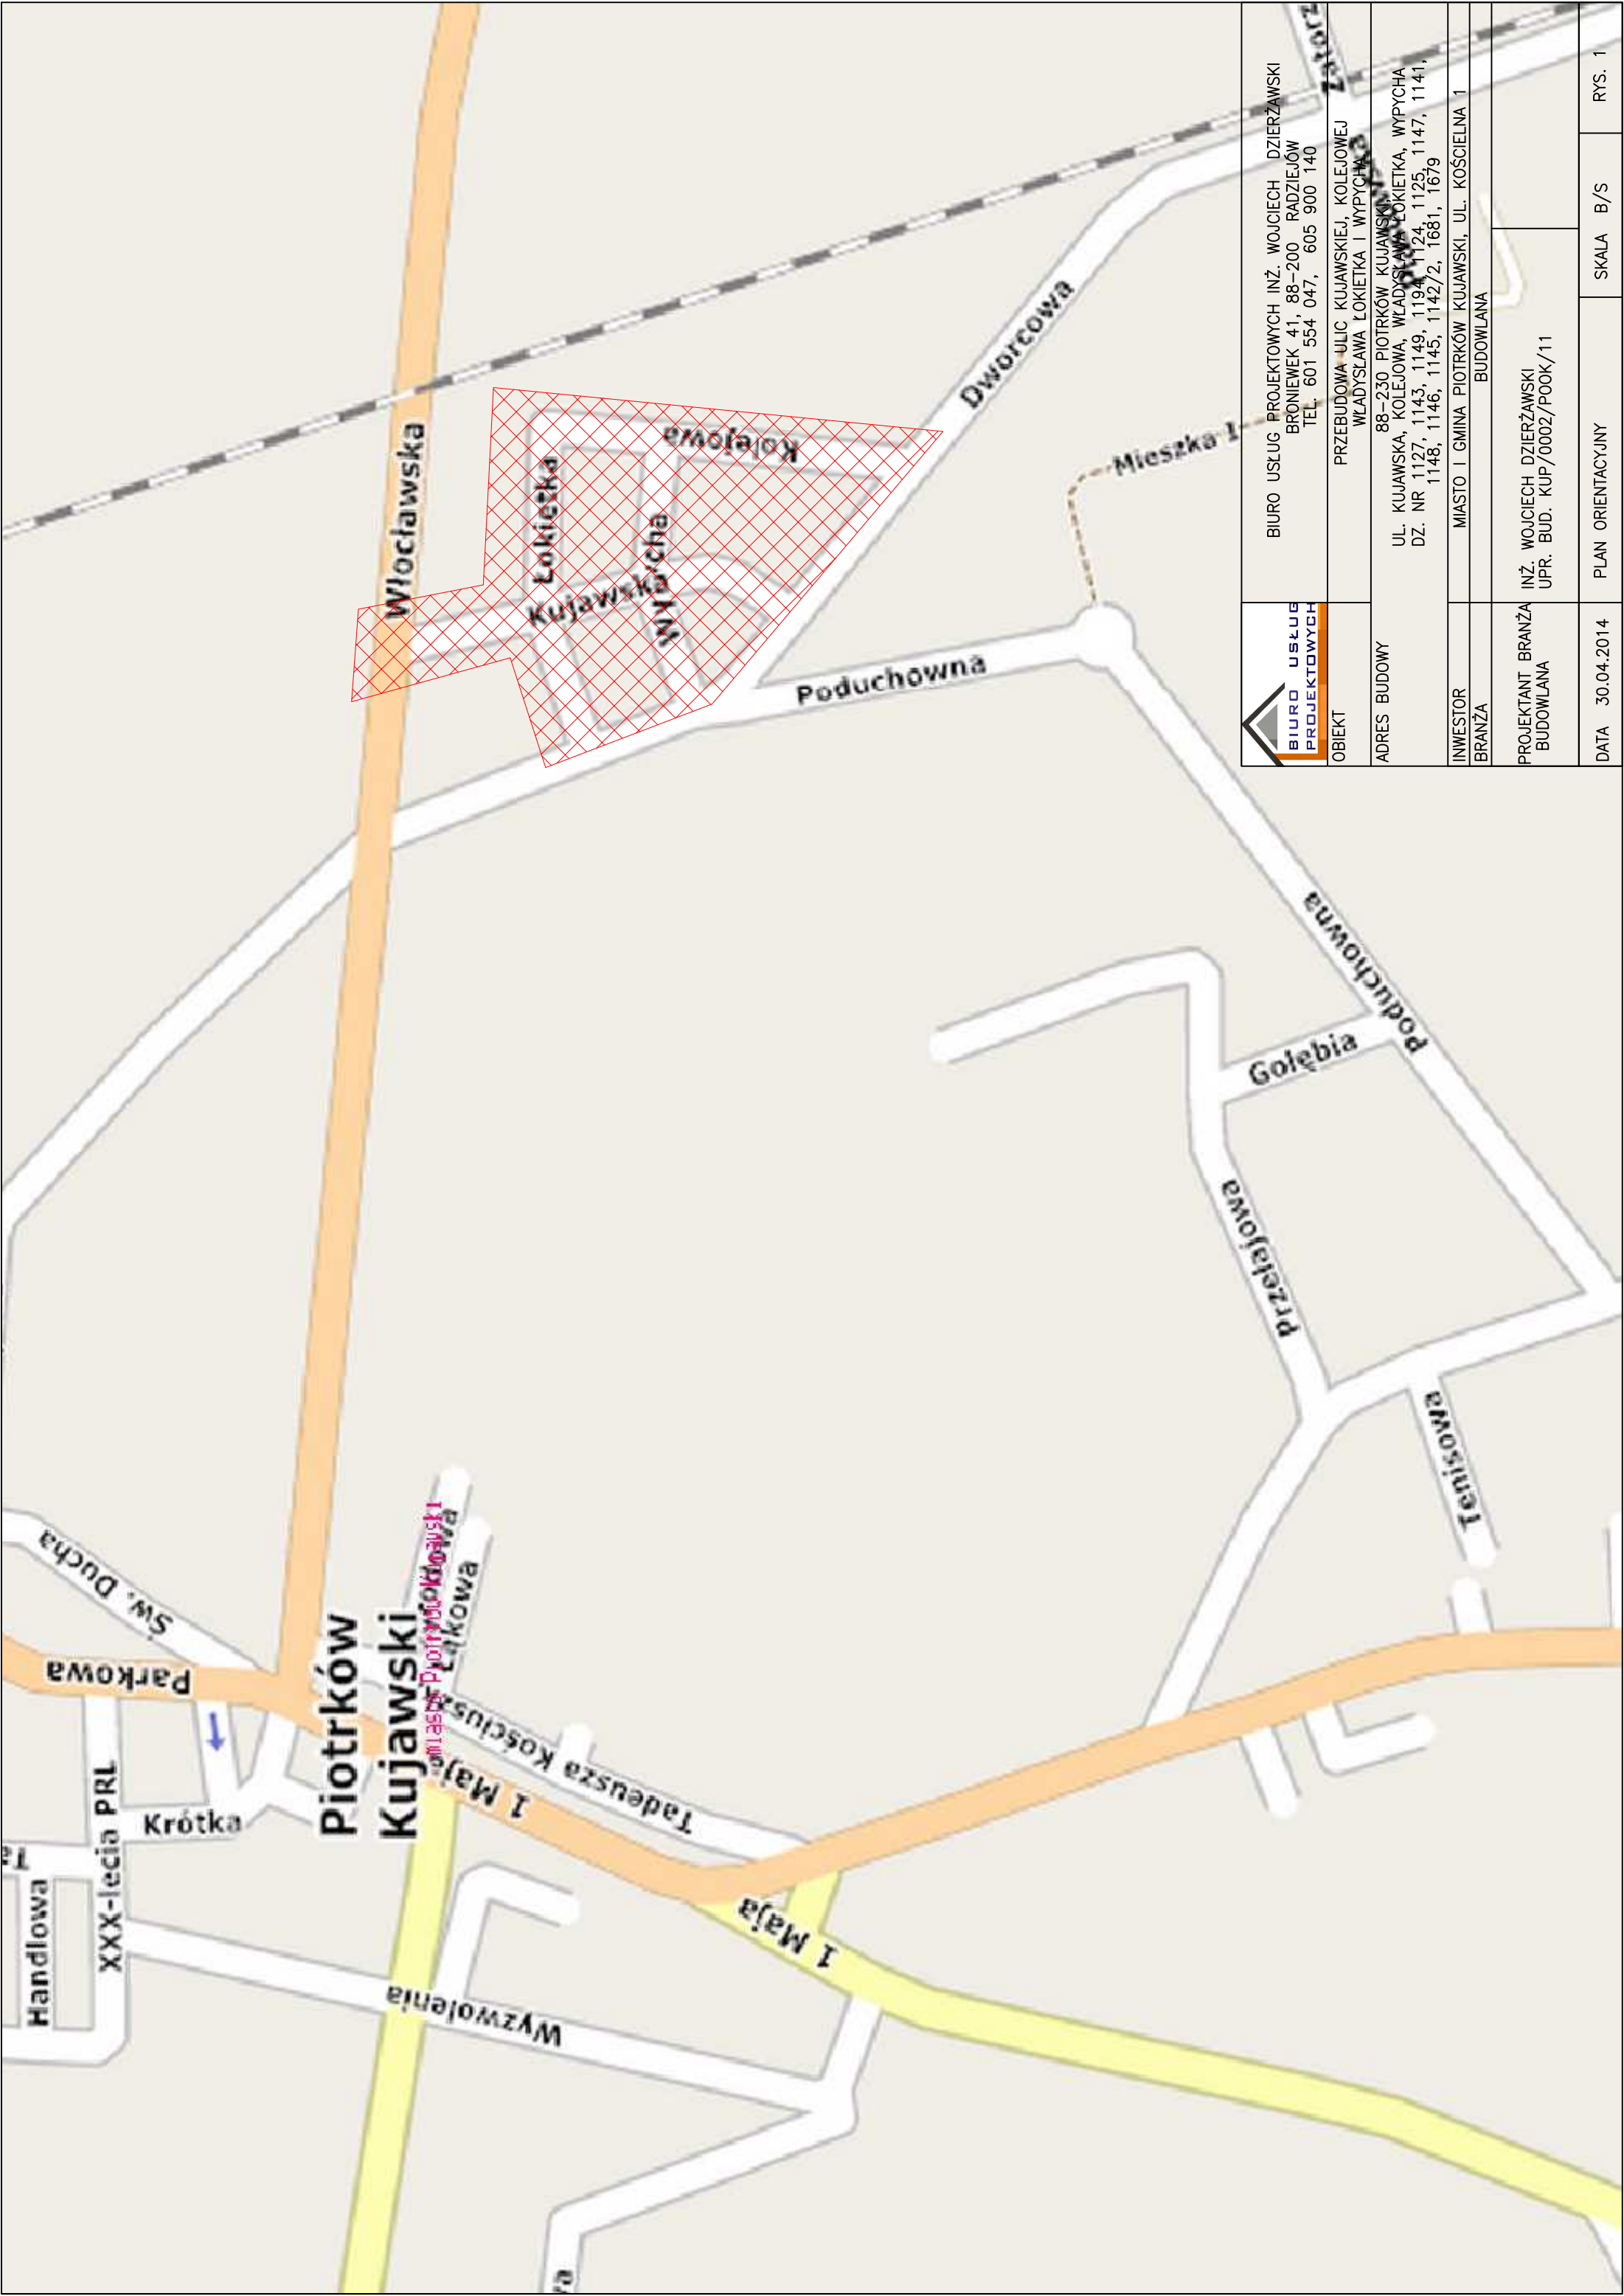 Handlowa
XXX-lecia PRL
Krótka
Parkowa
Św. Ducha
Piotrków
Kujawski
Łąkowa
1 Maja
Tadeusza Kościusz
1 Maja
Wyzwolenia
Włocławska
Łokietka
Kolejowa
Kujawska
Dworcowa
Poduchowna
Mieszka I
Poduchowna
Gołębia
Przełajowa
Tenisowa
BIURO USŁUG
PROJEKTOWYCH
BIURO USŁUG PROJEKTOWYCH INŻ. WOJCIECH DZIERŻAWSKI
BRONIEWEK 41, 88-200 RADZIEJÓW
TEL. 601 554 047, 605 900 140
OBIEKT
PRZEBUDOWA ULIC KUJAWSKIEJ, KOLEJOWEJ
WŁADYSŁAWA ŁOKIETKA I WYPYCHA
ADRES BUDOWY
88-230 PIOTRKÓW KUJAWSKI
UL. KUJAWSKA, KOLEJOWA, WŁADYSŁAWA ŁOKIETKA, WYPYCHA
DZ. NR 1127, 1143, 1149, 1194, 1124, 1125, 1147, 1141,
1148, 1146, 1145, 1142/2, 1681, 1679
INWESTOR
MIASTO I GMINA PIOTRKÓW KUJAWSKI, UL. KOŚCIELNA 1
BRANŻA
BUDOWLANA
PROJEKTANT BRANŻA
BUDOWLANA
INŻ. WOJCIECH DZIERŻAWSKI
UPR. BUD. KUP/0002/POOK/11
DATA 30.04.2014
PLAN ORIENTACYJNY
SKALA B/S
RYS. 1